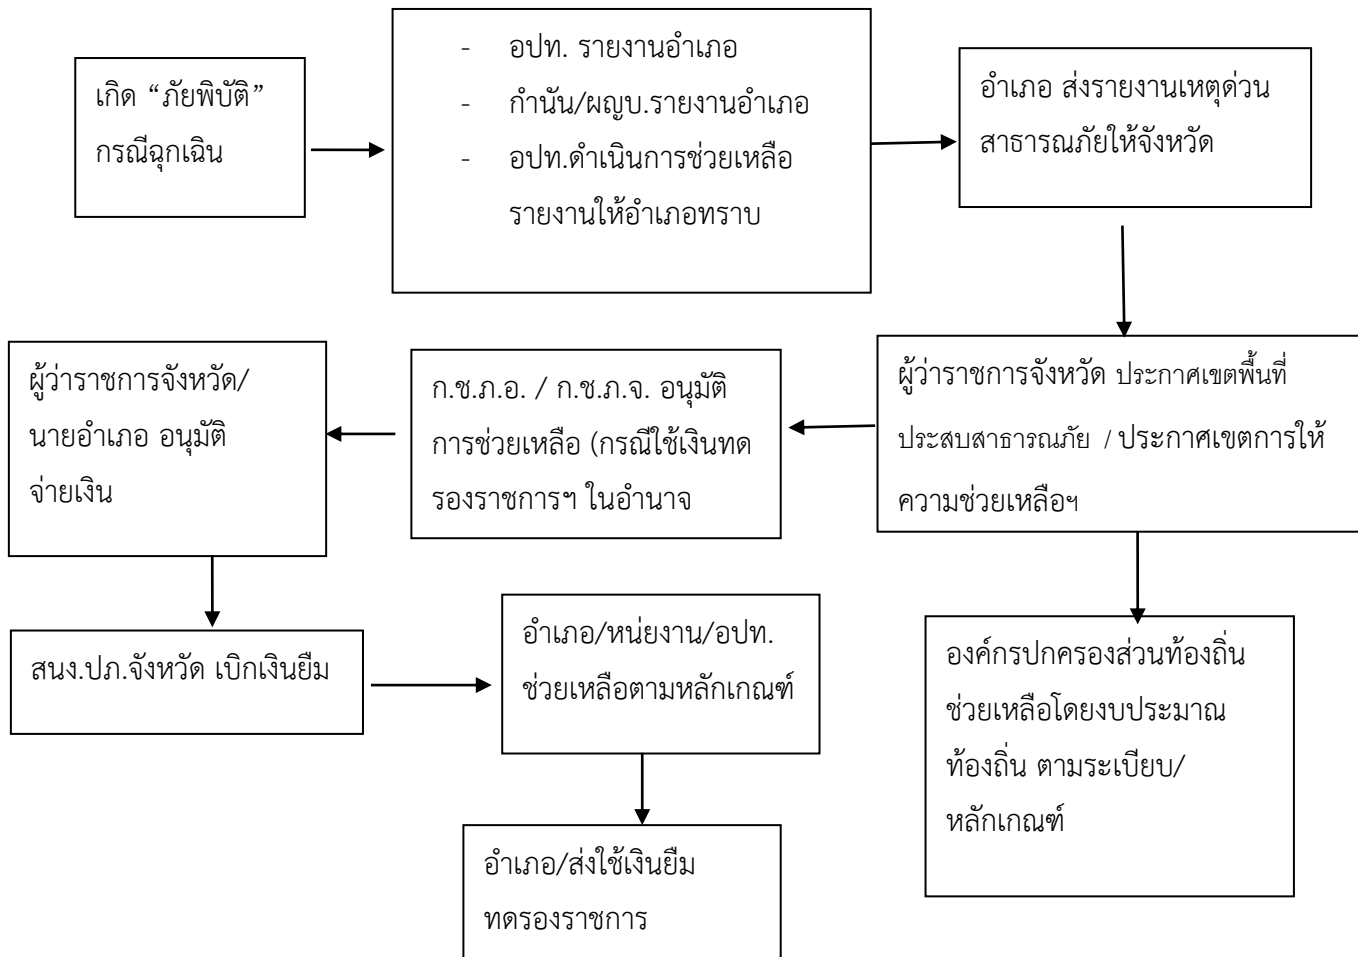 เกิด “ภัยพิบัติ”
กรณีฉุกเฉิน
- อปท. รายงานอำเภอ
- กำนัน/ผญบ.รายงานอำเภอ
- อปท.ดำเนินการช่วยเหลือ
รายงานให้อำเภอทราบ
อำเภอ ส่งรายงานเหตุด่วน
สาธารณภัยให้จังหวัด
ผู้ว่าราชการจังหวัด ประกาศเขตพื้นที่
ประสบสาธารณภัย / ประกาศเขตการให้
ความช่วยเหลือฯ
ก.ช.ภ.อ. / ก.ช.ภ.จ. อนุมัติ
การช่วยเหลือ (กรณีใช้เงินทด
รองราชการฯ ในอำนาจ
ผู้ว่าราชการจังหวัด/
นายอำเภอ อนุมัติ
จ่ายเงิน
สนง.ปภ.จังหวัด เบิกเงินยืม
อำเภอ/หน่ยงาน/อปท.
ช่วยเหลือตามหลักเกณฑ์
อำเภอ/ส่งใช้เงินยืม
ทดรองราชการ
องค์กรปกครองส่วนท้องถิ่น
ช่วยเหลือโดยงบประมาณ
ท้องถิ่น ตามระเบียบ/
หลักเกณฑ์